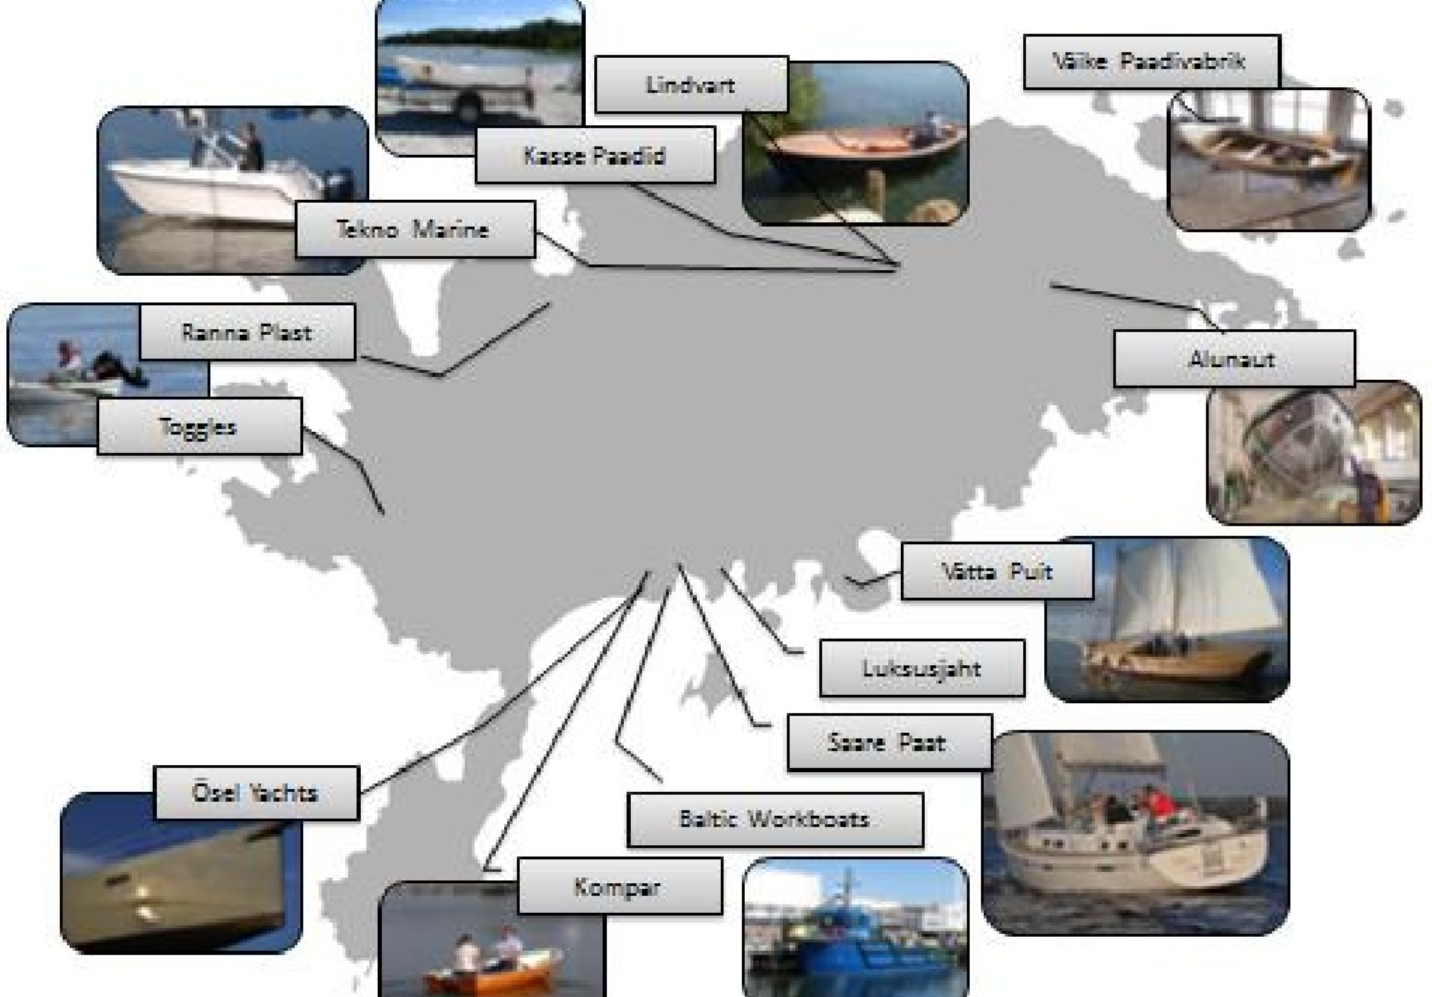 Väike Paadivabrik
Lindvart
Kasse Paadid
Tekno Marine
Ranna Plast
Alunaut
Toggles
Vätta Puit
Luksusjaht
Saare Paat
Ösel Yachts
Baltic Workboats
Kompar